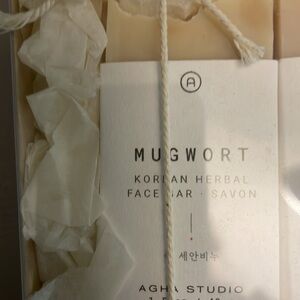 A
MUGWORT
KOREAN HERBAL
FACE BAR · SAVON
세안비누
AGHA STUDIO